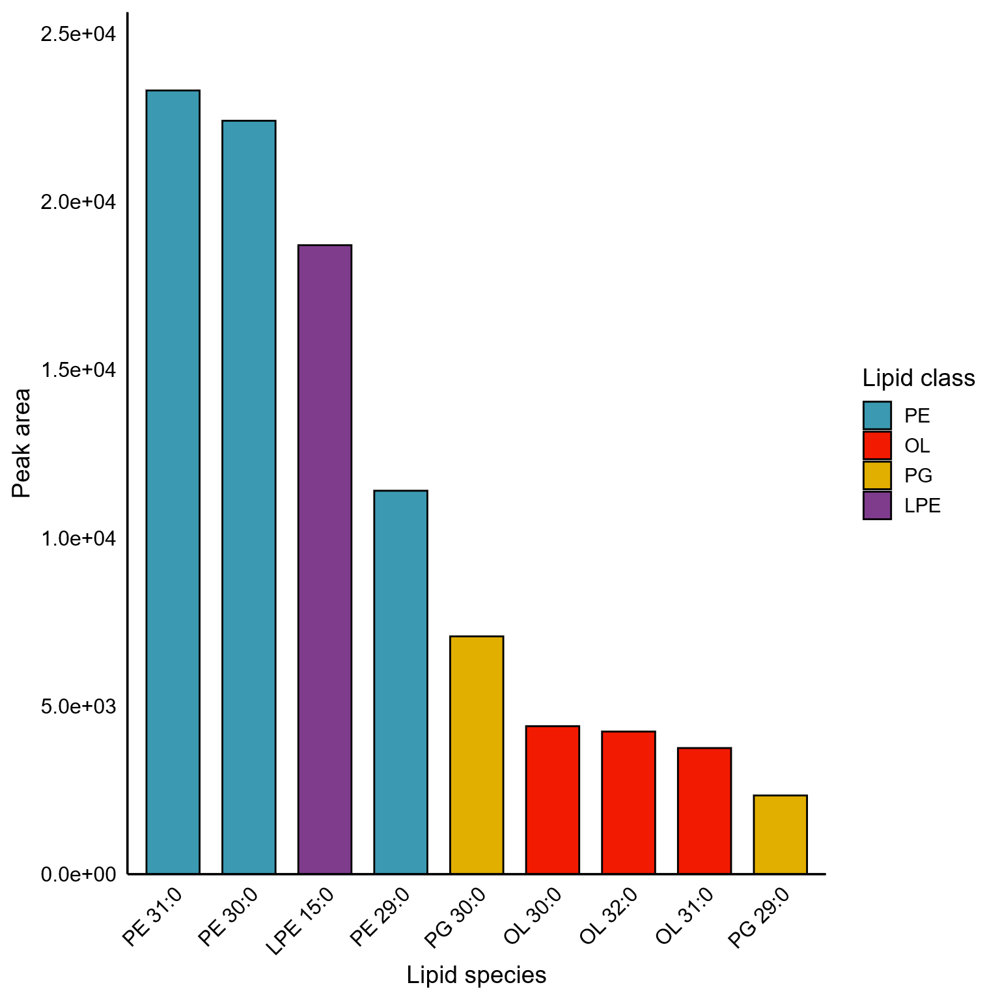 2.5e+04
2.0e+04
1.5e+04
1.0e+04
5.0e+03
0.0e+00
Peak area
PE 31:0
PE 30:0
LPE 15:0
PE 29:0
PG 30:0
OL 30:0
OL 32:0
OL 31:0
PG 29:0
Lipid species
Lipid class
PE
OL
PG
LPE